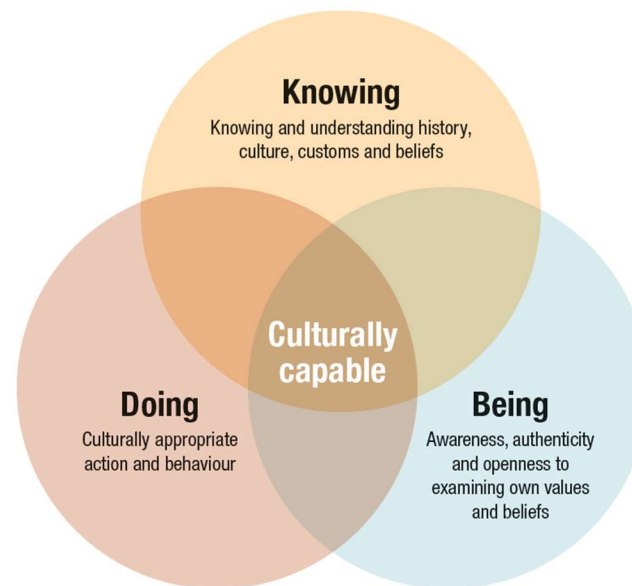 Knowing
Knowing and understanding history,
culture, customs and beliefs
Culturally
capable
Doing
Culturally appropriate
action and behaviour
Being
Awareness, authenticity
and openness to
examining own values
and beliefs